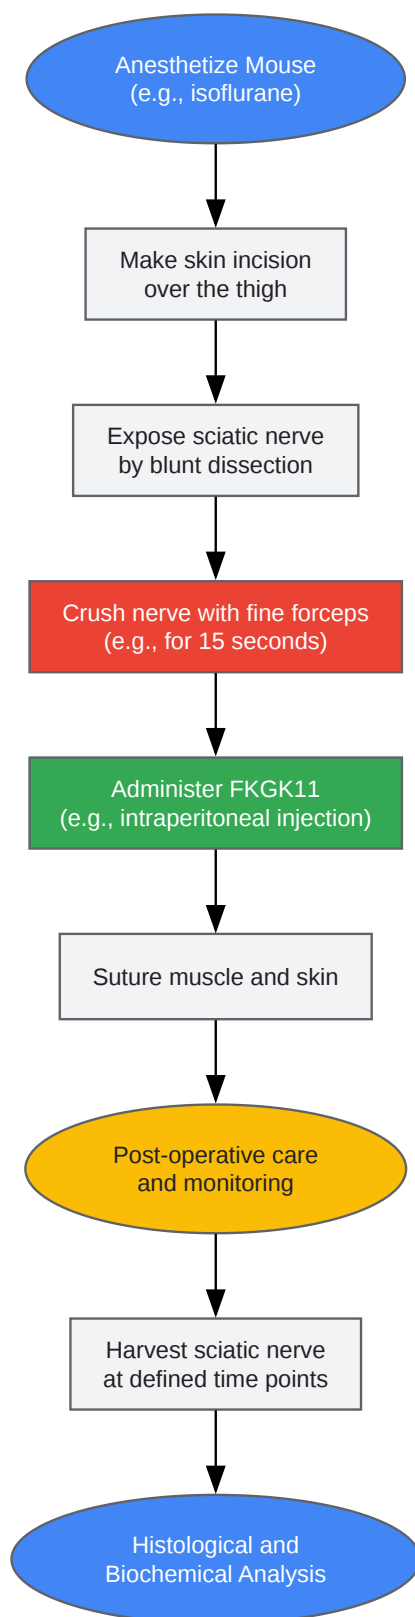 Anesthetize Mouse
(e.g., isoflurane)
Make skin incision
over the thigh
Expose sciatic nerve
by blunt dissection
Crush nerve with fine forceps
(e.g., for 15 seconds)
Administer FKGK11
(e.g., intraperitoneal injection)
Suture muscle and skin
Post-operative care
and monitoring
Harvest sciatic nerve
at defined time points
Histological and
Biochemical Analysis